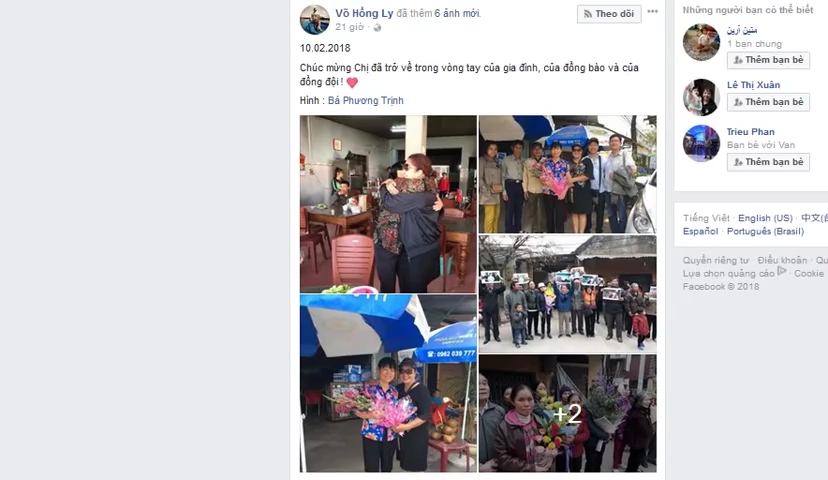 Võ Hồng Ly đã thêm 6 ảnh mới.
21 giờ ·
Theo dõi
10.02.2018
Chúc mừng Chị đã trở về trong vòng tay của gia đình, của đồng bào và của
đồng đội !
Hình : Bá Phương Trịnh
0962 039 777
+2
Những người bạn có thể biết
متين أرين
1 bạn chung
Thêm bạn bè
Lê Thị Xuân
Thêm bạn bè
Trieu Phan
Bạn bè với Van
Thêm bạn bè
Tiếng Việt · English (US) · 中文(台
Español · Português (Brasil)
Quyền riêng tư · Điều khoản · Qu
Lựa chọn quảng cáo · Cookie
Facebook © 2018